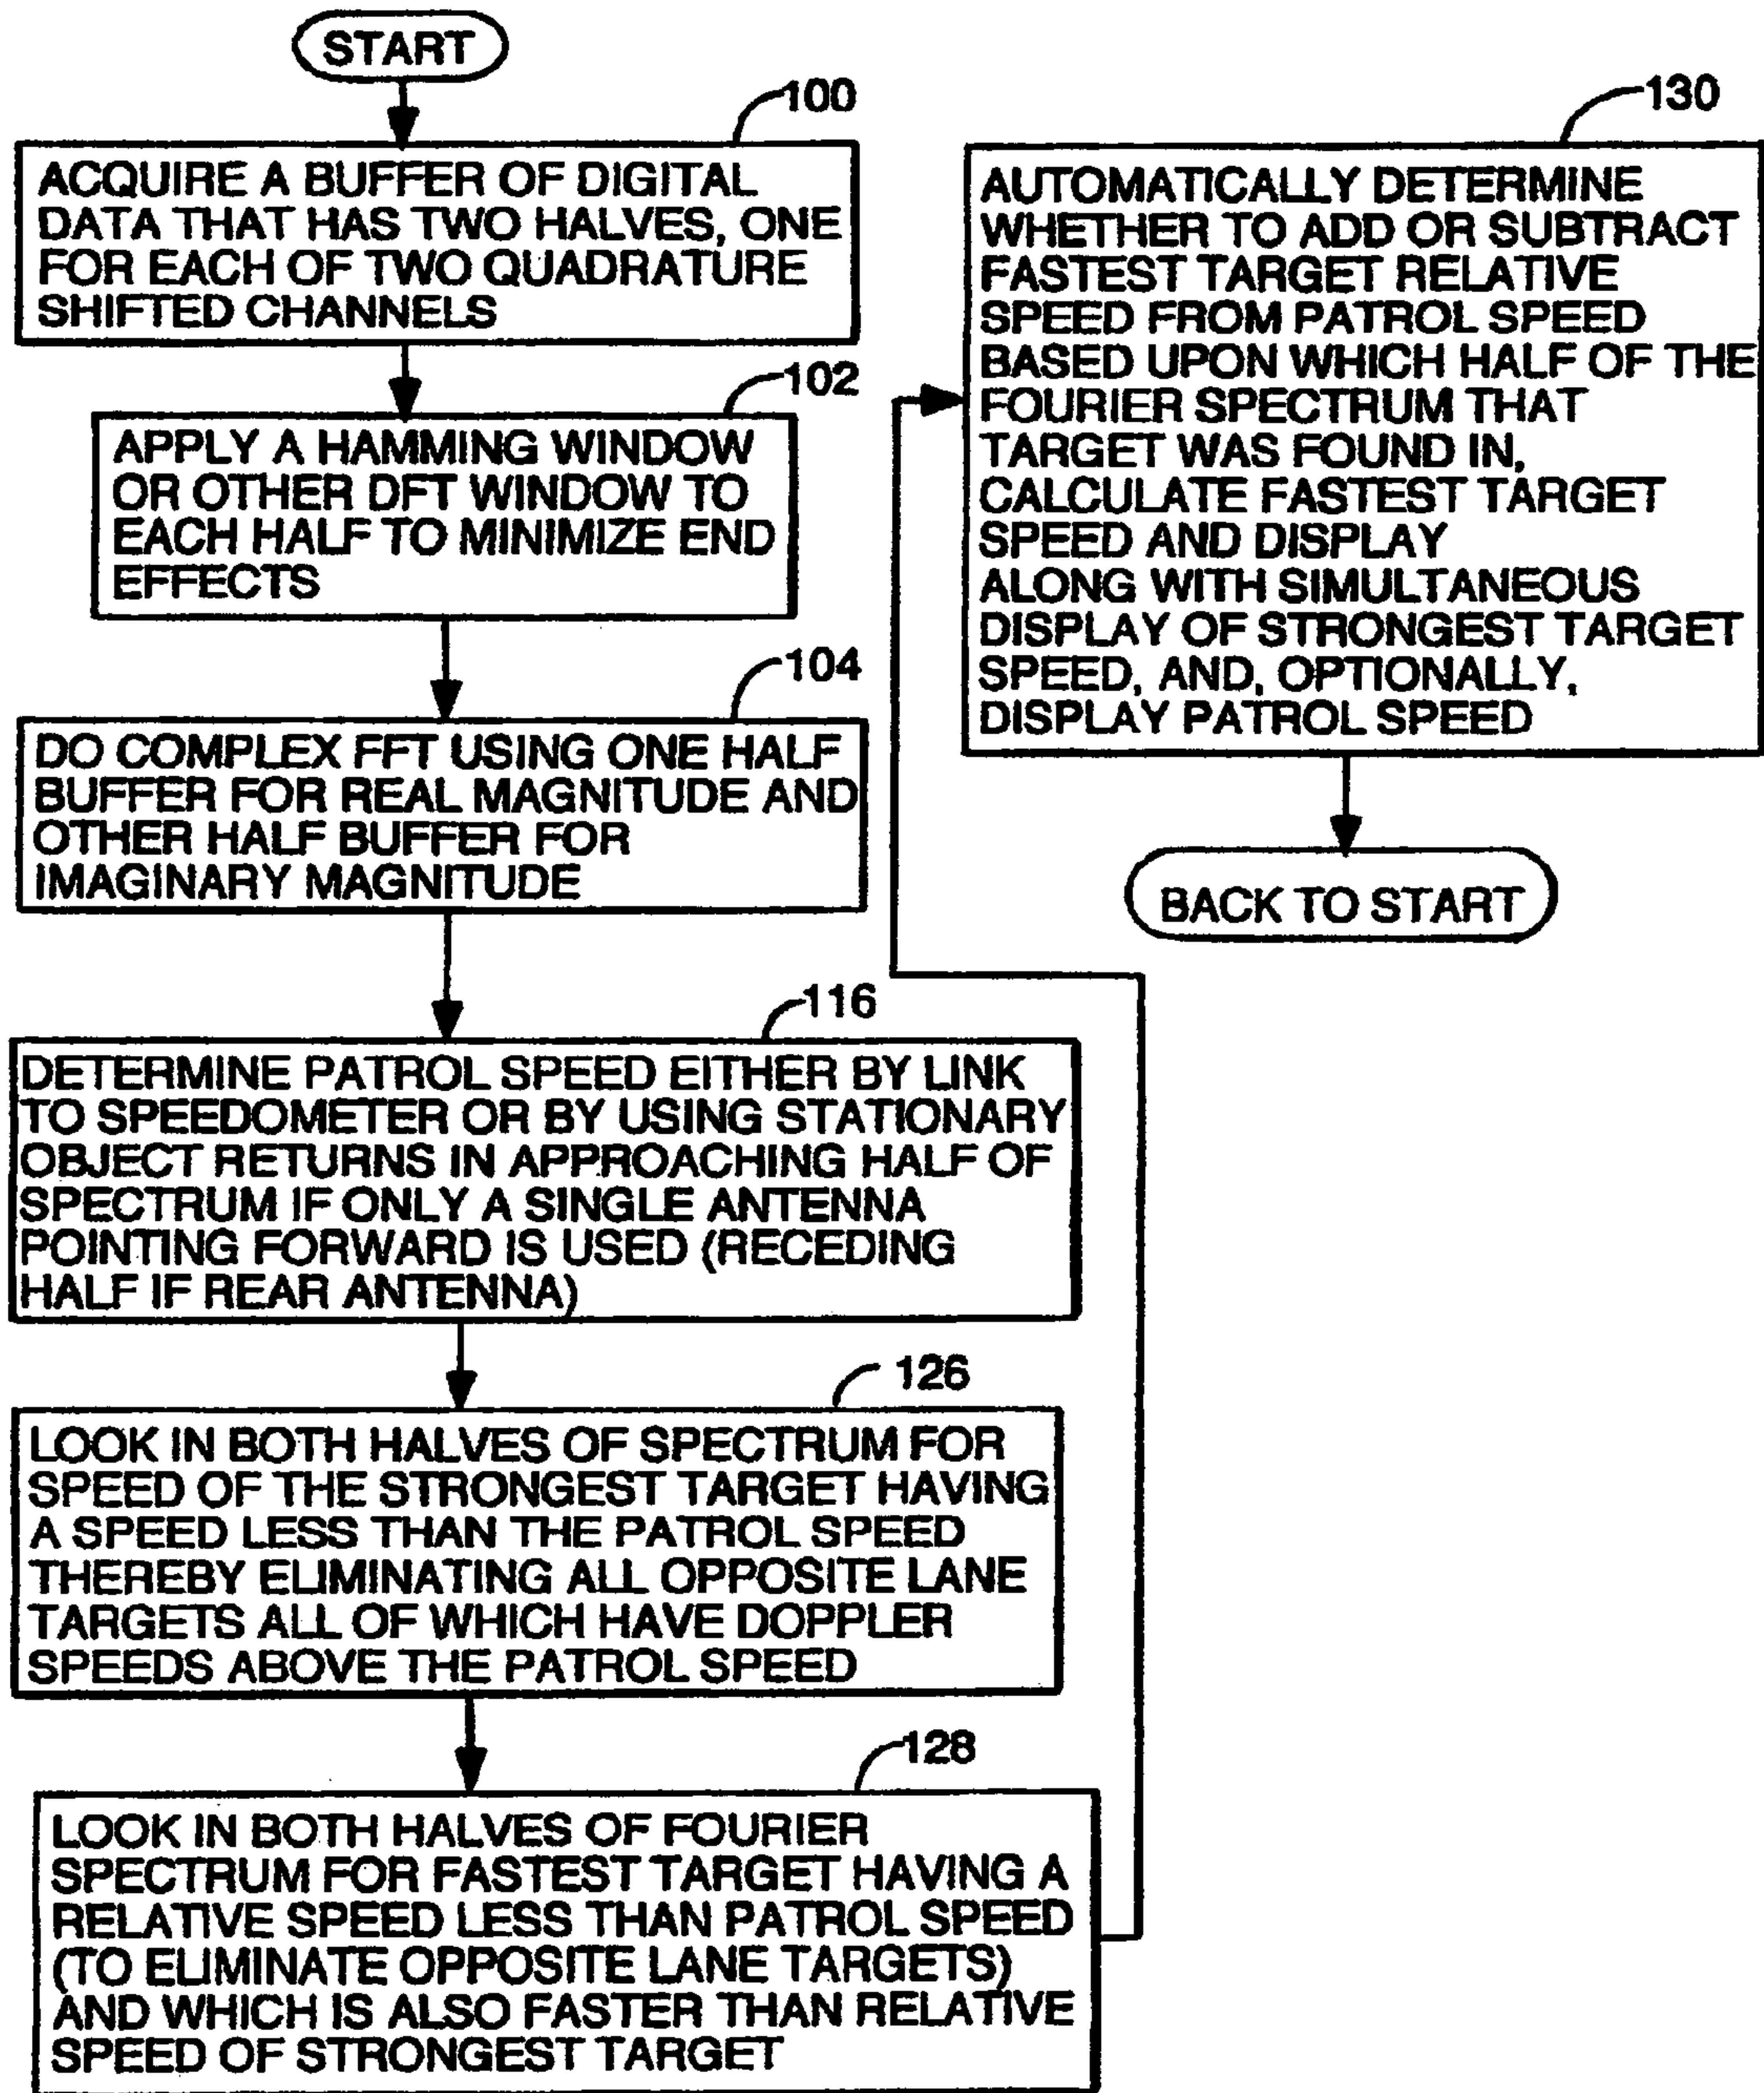 START
100
ACQUIRE A BUFFER OF DIGITAL
DATA THAT HAS TWO HALVES, ONE
FOR EACH OF TWO QUADRATURE
SHIFTED CHANNELS
102
APPLY A HAMMING WINDOW
OR OTHER DFT WINDOW TO
EACH HALF TO MINIMIZE END
EFFECTS
104
DO COMPLEX FFT USING ONE HALF
BUFFER FOR REAL MAGNITUDE AND
OTHER HALF BUFFER FOR
IMAGINARY MAGNITUDE
116
DETERMINE PATROL SPEED EITHER BY LINK
TO SPEEDOMETER OR BY USING STATIONARY
OBJECT RETURNS IN APPROACHING HALF OF
SPECTRUM IF ONLY A SINGLE ANTENNA
POINTING FORWARD IS USED (RECEDING
HALF IF REAR ANTENNA)
126
LOOK IN BOTH HALVES OF SPECTRUM FOR
SPEED OF THE STRONGEST TARGET HAVING
A SPEED LESS THAN THE PATROL SPEED
THEREBY ELIMINATING ALL OPPOSITE LANE
TARGETS ALL OF WHICH HAVE DOPPLER
SPEEDS ABOVE THE PATROL SPEED
128
LOOK IN BOTH HALVES OF FOURIER
SPECTRUM FOR FASTEST TARGET HAVING A
RELATIVE SPEED LESS THAN PATROL SPEED
(TO ELIMINATE OPPOSITE LANE TARGETS)
AND WHICH IS ALSO FASTER THAN RELATIVE
SPEED OF STRONGEST TARGET
130
AUTOMATICALLY DETERMINE
WHETHER TO ADD OR SUBTRACT
FASTEST TARGET RELATIVE
SPEED FROM PATROL SPEED
BASED UPON WHICH HALF OF THE
FOURIER SPECTRUM THAT
TARGET WAS FOUND IN,
CALCULATE FASTEST TARGET
SPEED AND DISPLAY
ALONG WITH SIMULTANEOUS
DISPLAY OF STRONGEST TARGET
SPEED, AND, OPTIONALLY,
DISPLAY PATROL SPEED
BACK TO START